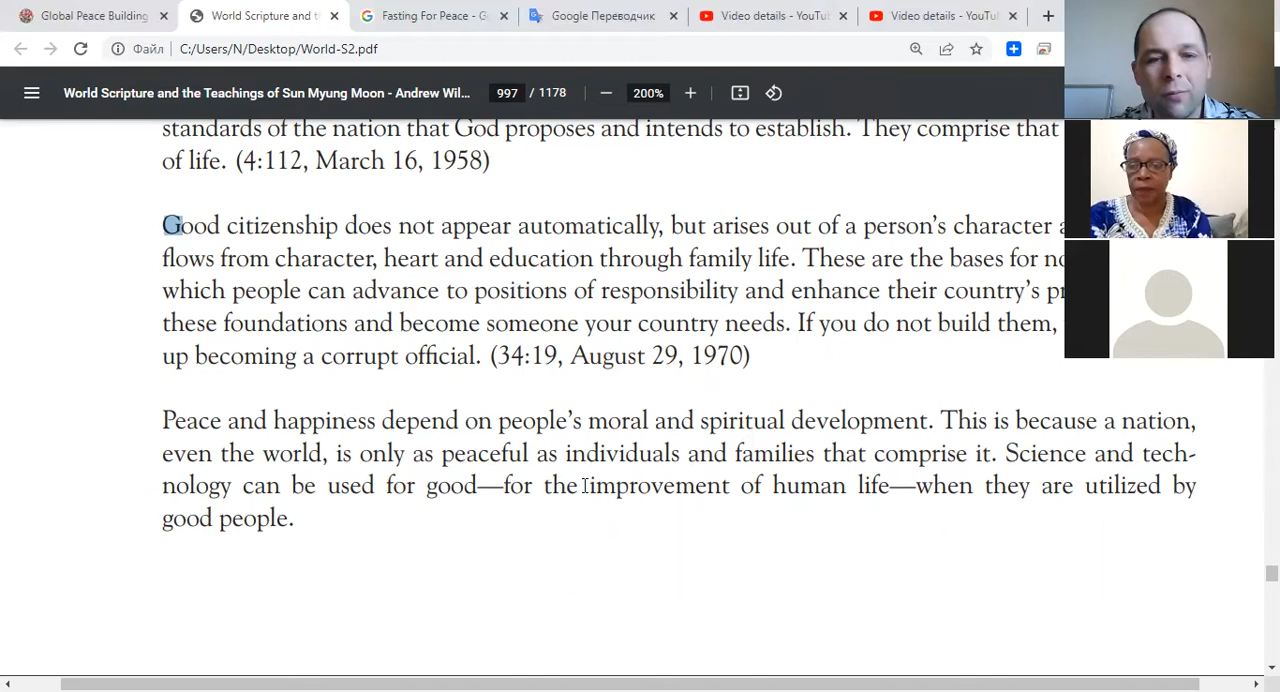 Global Peace Building
World Scripture and t
Fasting For Peace - G
Google Переводчик
Video details - YouTu
Video details - YouTu
Файл
C:/Users/N/Desktop/World-S2.pdf
World Scripture and the Teachings of Sun Myung Moon - Andrew Wil...
997 / 1178
200%
standards of the nation that God proposes and intends to establish. They comprise that
of life. (4:112, March 16, 1958)
Good citizenship does not appear automatically, but arises out of a person's character
flows from character, heart and education through family life. These are the bases for
which people can advance to positions of responsibility and enhance their country's
these foundations and become someone your country needs. If you do not build them,
up becoming a corrupt official. (34:19, August 29, 1970)
Peace and happiness depend on people's moral and spiritual development. This is because a nation,
even the world, is only as peaceful as individuals and families that comprise it. Science and tech-
nology can be used for good—for the improvement of human life—when they are utilized by
good people.